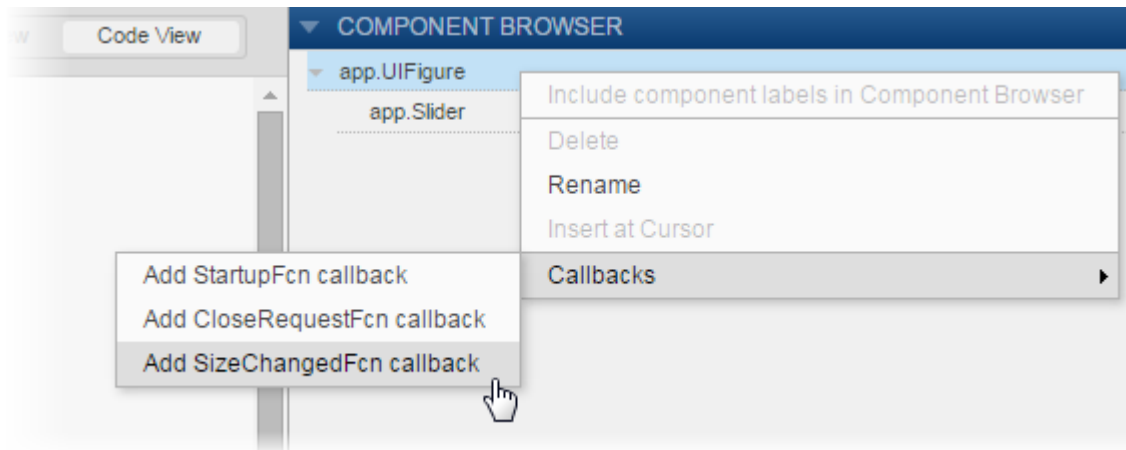 Code View
COMPONENT BROWSER
app.UIFigure
app.Slider
Include component labels in Component Browser
Delete
Rename
Insert at Cursor
Callbacks
Add StartupFcn callback
Add CloseRequestFcn callback
Add SizeChangedFcn callback